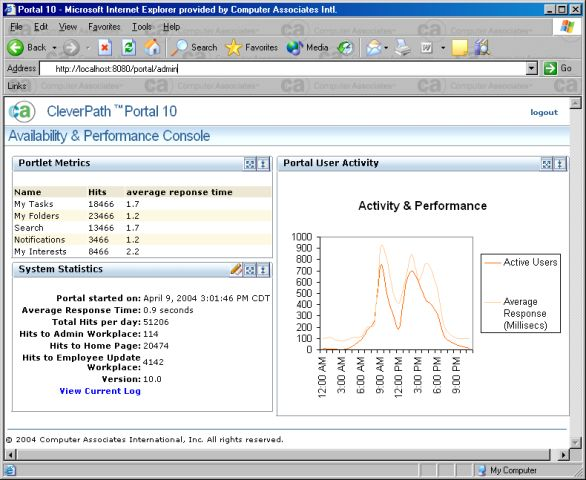 Portal 10 - Microsoft Internet Explorer provided by Computer Associates Intl.
File Edit View Favorites Tools Help
Back Search Favorites Media
Address http://localhost:8080/portal/admin Go
Links
ca CleverPath™Portal 10 logout
Availability & Performance Console
Portlet Metrics
Name Hits average reponse time
My Tasks 18466 1.7
My Folders 23466 1.2
Search 13466 1.7
Notifications 3466 1.2
My Interests 8466 2.2
System Statistics
Portal started on: April 9, 2004 3:01:46 PM CDT
Average Response Time: 0.9 seconds
Total Hits per day: 51206
Hits to Admin Workplace: 114
Hits to Home Page: 20474
Hits to Employee Update Workplace: 4142
Version: 10.0
View Current Log
Portal User Activity
Activity & Performance
1000
900
800
700
600
500
400
300
200
100
0
12:00 AM
3:00 AM
6:00 AM
9:00 AM
12:00 PM
3:00 PM
6:00 PM
9:00 PM
Active Users
Average
Response
(Millisecs)
© 2004 Computer Associates International, Inc. All rights reserved.
My Computer